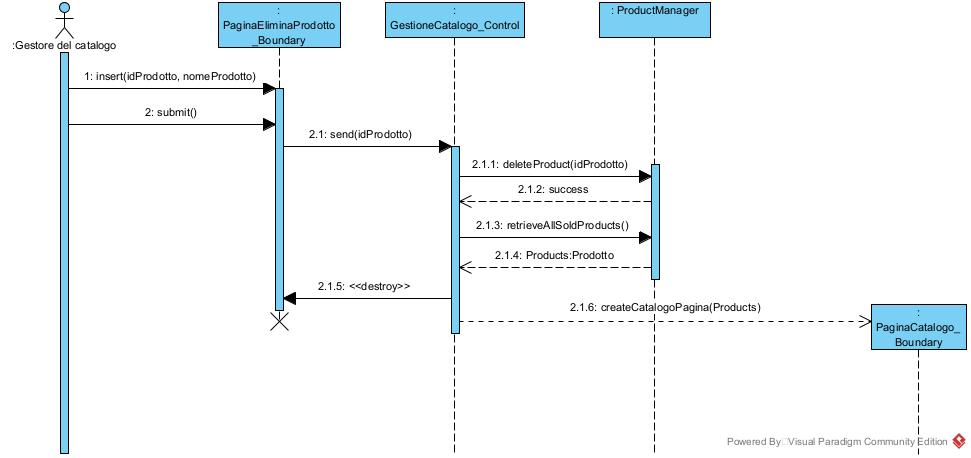 :
PaginaEliminaProdotto
_Boundary
:
GestioneCatalogo_Control
: ProductManager
:Gestore del catalogo
1: insert(idProdotto, nomeProdotto)
2: submit()
2.1: send(idProdotto)
2.1.1: deleteProduct(idProdotto)
2.1.2: success
2.1.3: retrieveAllSoldProducts()
2.1.4: Products:Prodotto
2.1.5: <<destroy>>
2.1.6: createCatalogoPagina(Products)
:
PaginaCatalogo_
Boundary
Powered By Visual Paradigm Community Edition